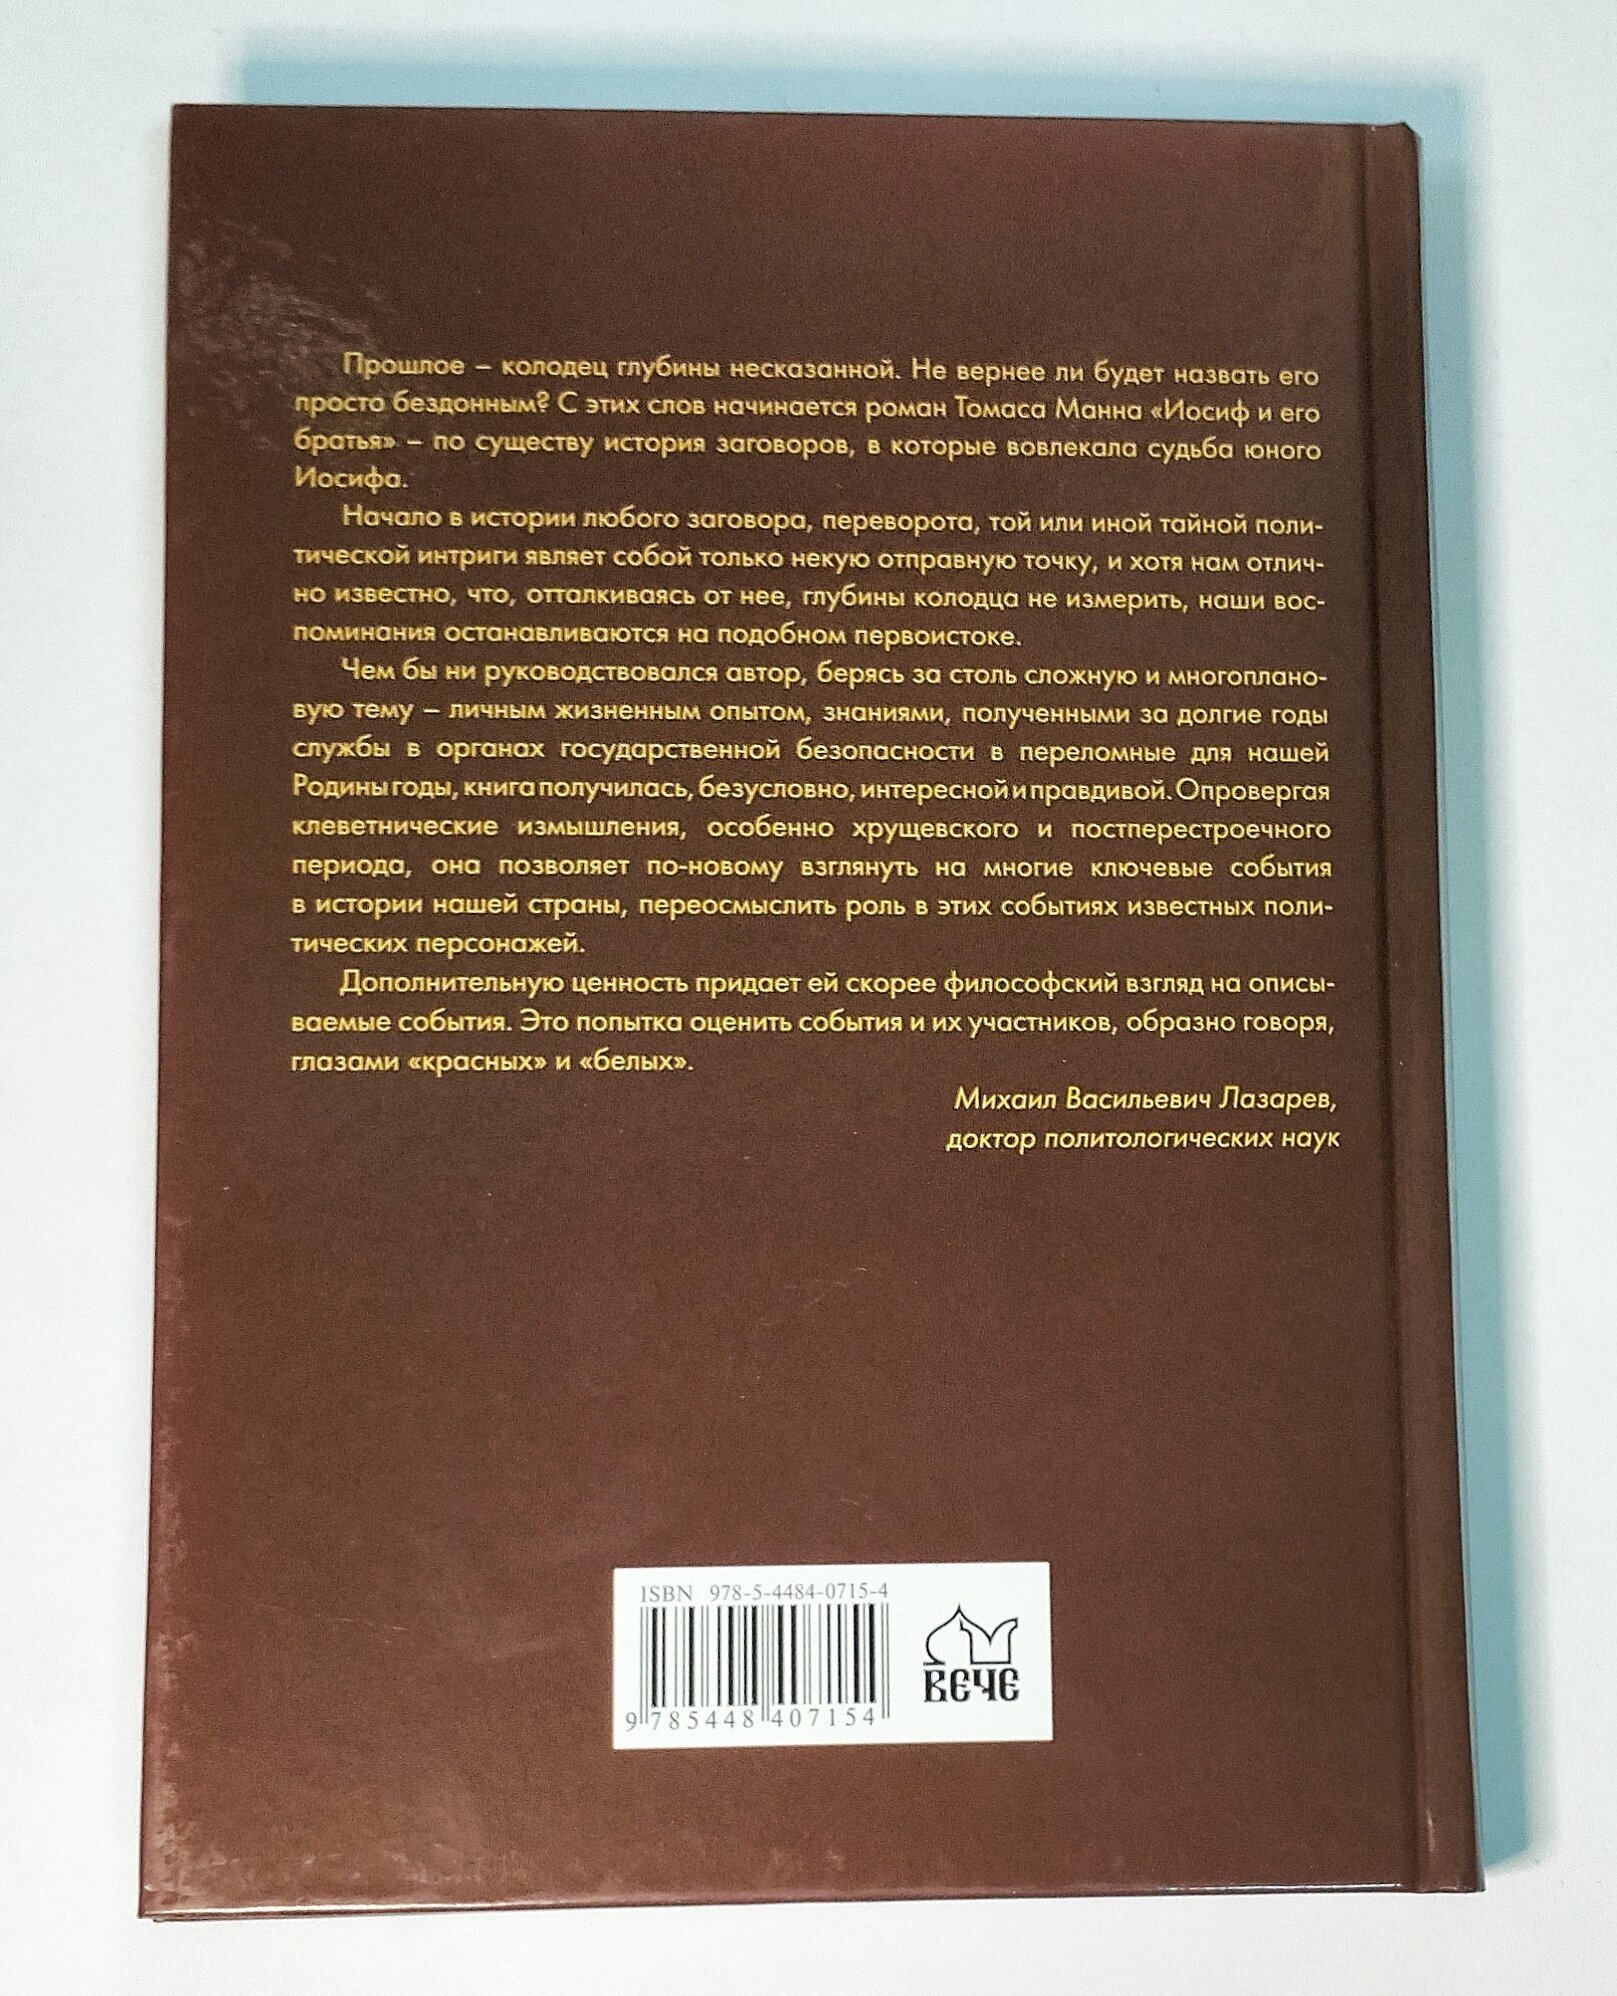 Прошлое – колодец глубины несказанной. Не вернее ли будет назвать его
просто бездонным? С этих слов начинается роман Томаса Манна «Иосиф и его
братья» – по существу история заговоров, в которые вовлекала судьба юного
Иосифа.
Начало в истории любого заговора, переворота, той или иной тайной поли-
тической интриги являет собой только некую отправную точку, и хотя нам отлич-
но известно, что, отталкиваясь от нее, глубины колодца не измерить, наши вос-
поминания останавливаются на подобном первоистоке.
Чем бы ни руководствовался автор, берясь за столь сложную и многоплано-
вую тему – личным жизненным опытом, знаниями, полученными за долгие годы
службы в органах государственной безопасности в переломные для нашей
Родины годы, книга получилась, безусловно, интересной и правдивой. Опровергая
клеветнические измышления, особенно хрущевского и постперестроечного
периода, она позволяет по-новому взглянуть на многие ключевые события
в истории нашей страны, переосмыслить роль в этих событиях известных поли-
тических персонажей.
Дополнительную ценность придает ей скорее философский взгляд на описы-
ваемые события. Это попытка оценить события и их участников, образно говоря,
глазами «красных» и «белых».
Михаил Васильевич Лазарев,
доктор политологических наук
ISBN 978-5-4484-0715-4
9 785448 407154
ВЕЧЕ